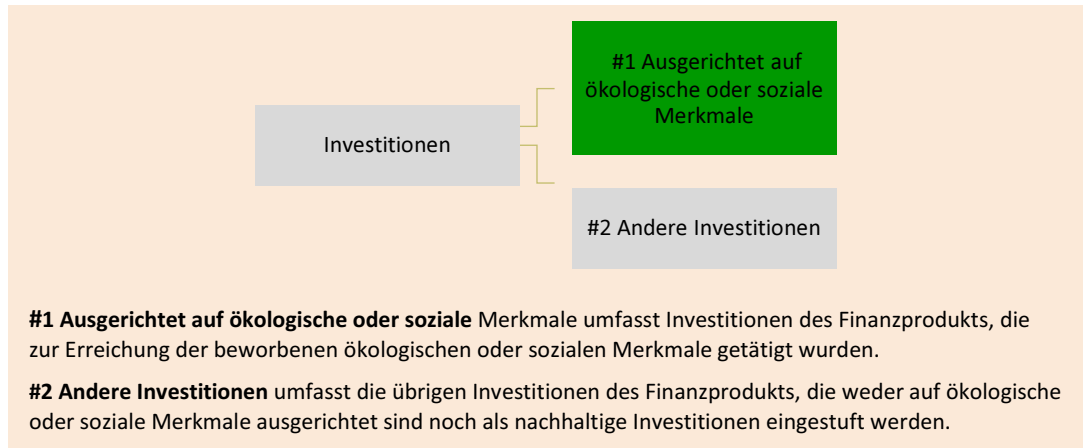 #1 Ausgerichtet auf
ökologische oder soziale
Merkmale
Investitionen
#2 Andere Investitionen
#1 Ausgerichtet auf ökologische oder soziale Merkmale umfasst Investitionen des Finanzprodukts, die
zur Erreichung der beworbenen ökologischen oder sozialen Merkmale getätigt wurden.
#2 Andere Investitionen umfasst die übrigen Investitionen des Finanzprodukts, die weder auf ökologische
oder soziale Merkmale ausgerichtet sind noch als nachhaltige Investitionen eingestuft werden.